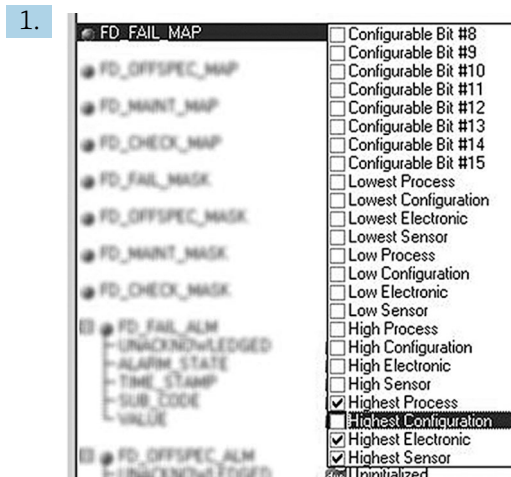 1.
FD_FAIL_MAP
FD_OFFSPEC_MAP
FD_MAINT_MAP
FD_CHECK_MAP
FD_FAIL_MASK
FD_OFFSPEC_MASK
FD_MAINT_MASK
FD_CHECK_MASK
FD_FAIL_ALM
UNACKNOWLEDGED
ALARM_STATE
TIME_STAMP
SUB_CODE
VALUE
FD_OFFSPEC_ALM
UNACKNOWLEDGED
Configurable Bit #8
Configurable Bit #9
Configurable Bit #10
Configurable Bit #11
Configurable Bit #12
Configurable Bit #13
Configurable Bit #14
Configurable Bit #15
Lowest Process
Lowest Configuration
Lowest Electronic
Lowest Sensor
Low Process
Low Configuration
Low Electronic
Low Sensor
High Process
High Configuration
High Electronic
High Sensor
Highest Process
Highest Configuration
Highest Electronic
Highest Sensor
Uninitialized